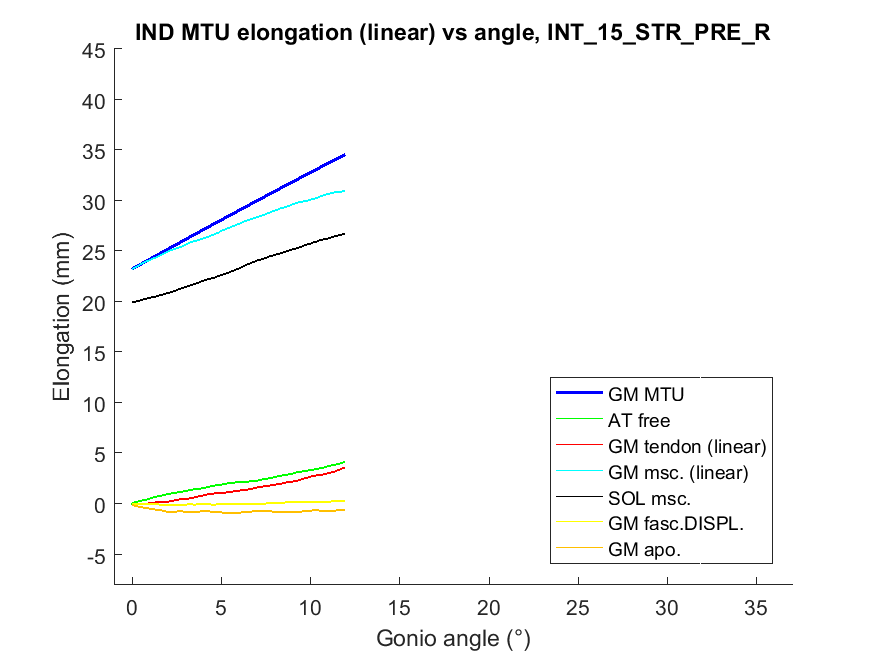 IND MTU elongation (linear) vs angle, INT_15_STR_PRE_R
45
40
35
30
25
20
15
10
5
0
-5
Elongation (mm)
0 5 10 15 20 25 30 35
Gonio angle (°)
GM MTU
AT free
GM tendon (linear)
GM msc. (linear)
SOL msc.
GM fasc.DISPL.
GM apo.